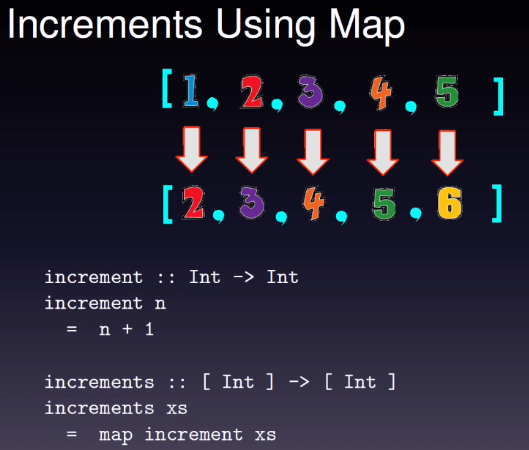 Increments Using Map
[ 1, 2, 3, 4, 5 ]
[ 2, 3, 4, 5, 6 ]
increment :: Int -> Int
increment n
= n + 1
increments :: [ Int ] -> [ Int ]
increments xs
= map increment xs